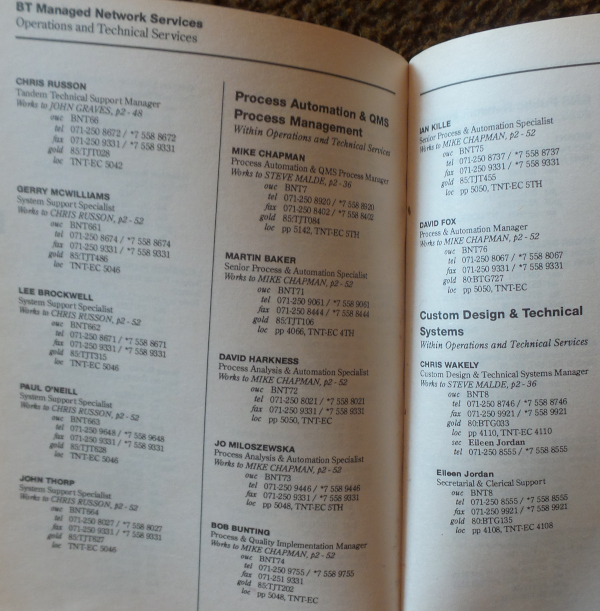 BT Managed Network Services
Operations and Technical Services
CHRIS RUSSON
Tandem Technical Support Manager
Works to JOHN GRAVES, p2 - 48
ouc BNT66
tel 071-250 8672 / *7 558 8672
fax 071-250 9331 / *7 558 9331
gold 85:TJT028
loc TNT-EC 5042
GERRY MCWILLIAMS
System Support Specialist
Works to CHRIS RUSSON, p2 - 52
ouc BNT661
tel 071-250 8674 / *7 558 8674
fax 071-250 9331 / *7 558 9331
gold 85:TJT486
loc TNT-EC 5046
LEE BROCKWELL
System Support Specialist
Works to CHRIS RUSSON, p2 - 52
ouc BNT662
tel 071-250 8671 / *7 558 8671
fax 071-250 9331 / *7 558 9331
gold 85:TJT315
loc TNT-EC 5046
PAUL O'NEILL
System Support Specialist
Works to CHRIS RUSSON, p2 - 52
ouc BNT663
tel 071-250 9648 / *7 558 9648
fax 071-250 9331 / *7 558 9331
gold 85:TJT628
loc TNT-EC 5046
JOHN THORP
System Support Specialist
Works to CHRIS RUSSON, p2 - 52
ouc BNT664
tel 071-250 8027 / *7 558 8027
fax 071-250 9331 / *7 558 9331
gold 85:TJT627
loc TNT-EC 5046
Process Automation & QMS
Process Management
Within Operations and Technical Services
MIKE CHAPMAN
Process Automation & QMS Process Manager
Works to STEVE MALDE, p2 - 36
ouc BNT7
tel 071-250 8920 / *7 558 8920
fax 071-250 8402 / *7 558 8402
gold 85:TJT084
loc pp 5142, TNT-EC 5TH
MARTIN BAKER
Senior Process & Automation Specialist
Works to MIKE CHAPMAN, p2 - 52
ouc BNT71
tel 071-250 9061 / *7 558 9061
fax 071-250 8444 / *7 558 8444
gold 85:TJT106
loc pp 4066, TNT-EC 4TH
DAVID HARKNESS
Process Analysis & Automation Specialist
Works to MIKE CHAPMAN, p2 - 52
ouc BNT72
tel 071-250 8021 / *7 558 8021
fax 071-250 9331 / *7 558 9331
loc pp 5050, TNT-EC
JO MILOSZEWSKA
Process Analysis & Automation Specialist
Works to MIKE CHAPMAN, p2 - 52
ouc BNT73
tel 071-250 9446 / *7 558 9446
fax 071-250 9331 / *7 558 9331
loc pp 5048, TNT-EC 5TH
BOB BUNTING
Process & Quality Implementation Manager
Works to MIKE CHAPMAN, p2 - 52
ouc BNT74
tel 071-250 9755 / *7 558 9755
fax 071-251 9331
gold 85:TJT202
loc pp 5048, TNT-EC
IAN KILLE
Senior Process & Automation Specialist
Works to MIKE CHAPMAN, p2 - 52
ouc BNT75
tel 071-250 8737 / *7 558 8737
fax 071-250 9331 / *7 558 9331
gold 85:TJT455
loc pp 5050, TNT-EC 5TH
DAVID FOX
Process & Automation Manager
Works to MIKE CHAPMAN, p2 - 52
ouc BNT76
tel 071-250 8067 / *7 558 8067
fax 071-250 9331 / *7 558 9331
gold 80:BTG727
loc pp 5050, TNT-EC
Custom Design & Technical
Systems
Within Operations and Technical Services
CHRIS WAKELY
Custom Design & Technical Systems Manager
Works to STEVE MALDE, p2 - 36
ouc BNT8
tel 071-250 8746 / *7 558 8746
fax 071-250 9921 / *7 558 9921
gold 80:BTG033
loc pp 4110, TNT-EC 4110
sec Eileen Jordan
tel 071-250 8555 / *7 558 8555
Eileen Jordan
Secretarial & Clerical Support
ouc BNT8
tel 071-250 8555 / *7 558 8555
fax 071-250 9921 / *7 558 9921
gold 80:BTG155
loc pp 4108, TNT-EC 4108